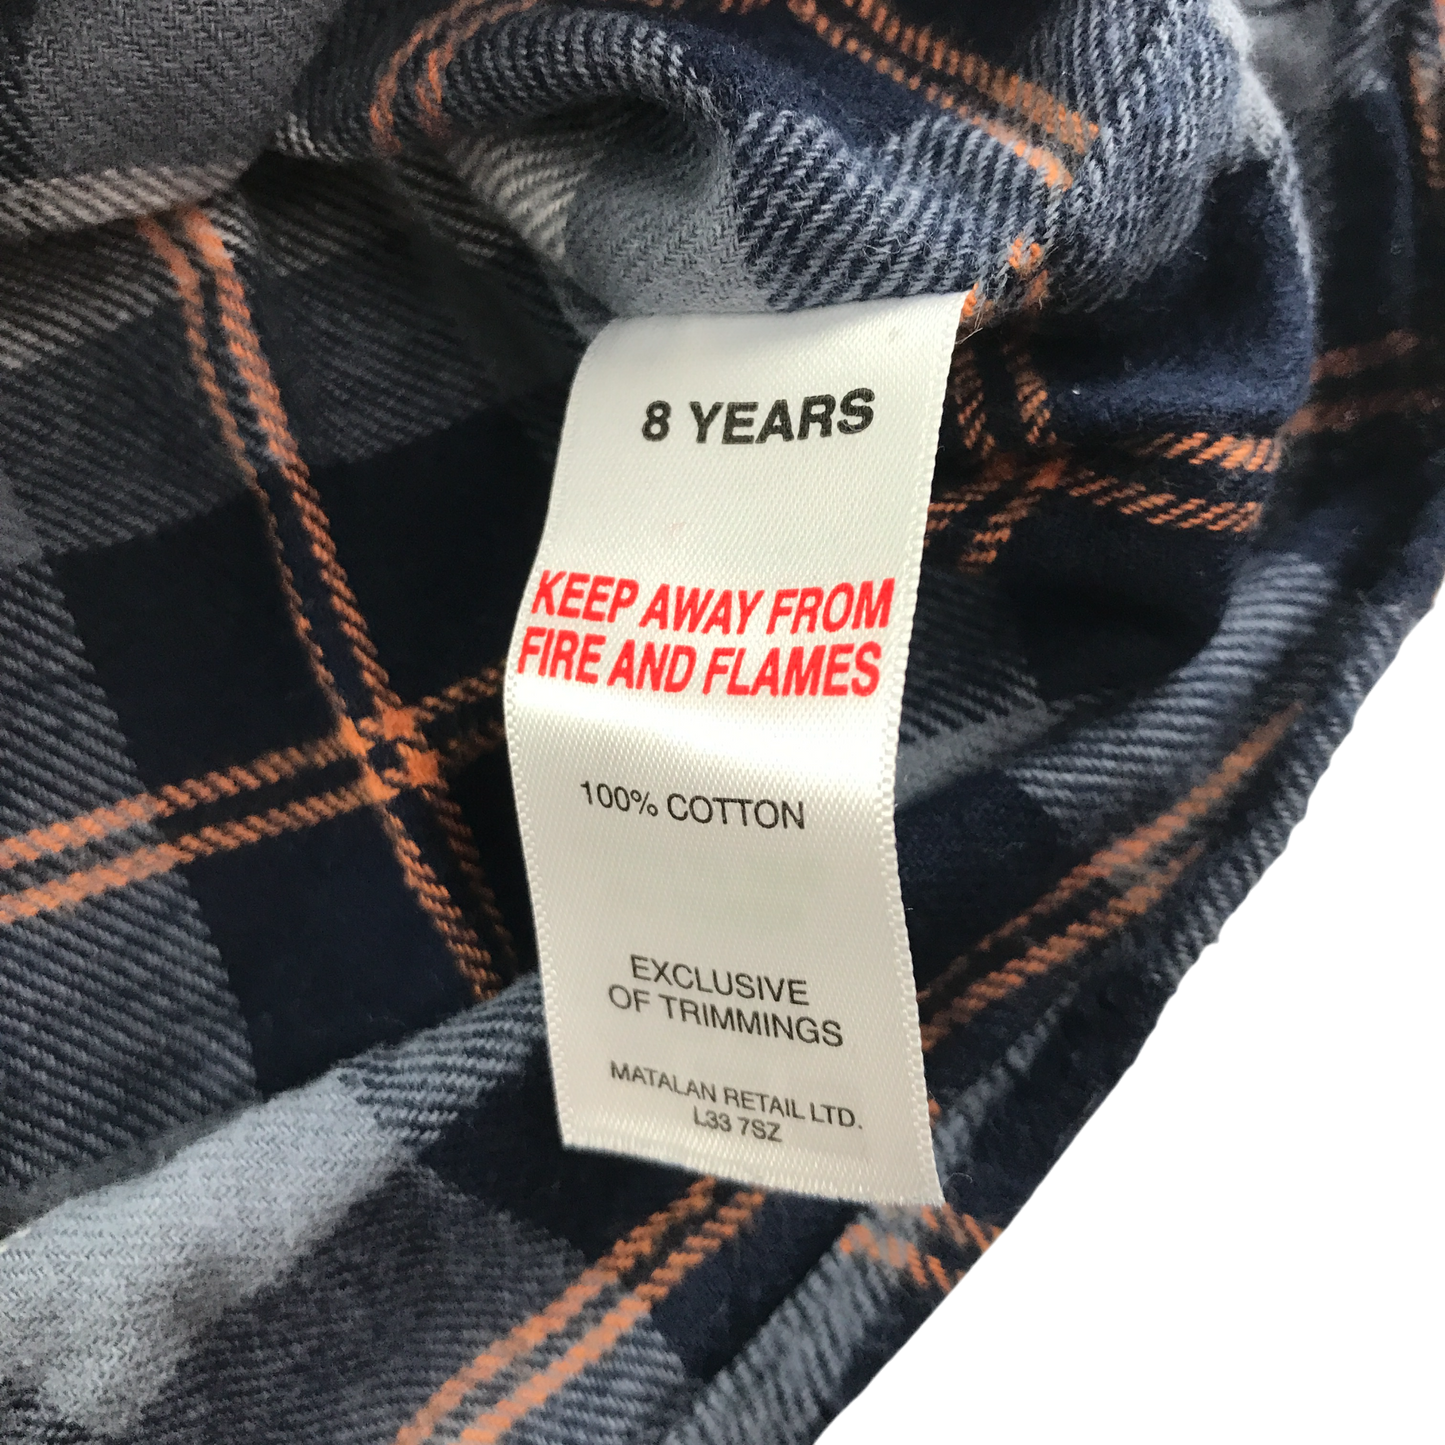 8 YEARS
KEEP AWAY FROM
FIRE AND FLAMES
100% COTTON
EXCLUSIVE
OF TRIMMINGS
MATALAN RETAIL LTD.
L33 7SZ